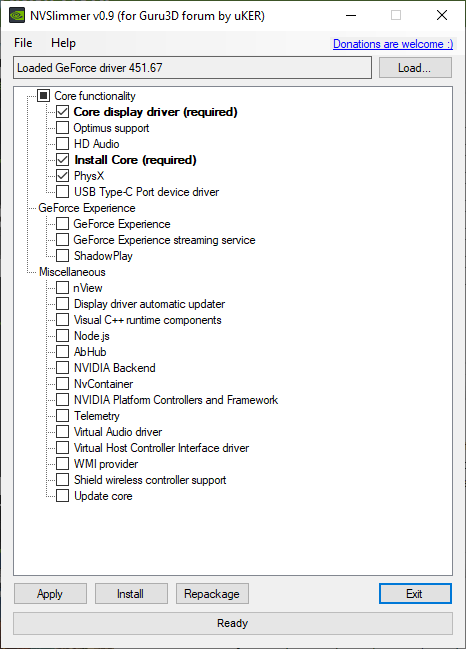 NVSlimmer v0.9 (for Guru3D forum by uKER)
File Help Donations are welcome :)
Loaded GeForce driver 451.67 Load...
Core functionality
Core display driver (required)
Optimus support
HD Audio
Install Core (required)
PhysX
USB Type-C Port device driver
GeForce Experience
GeForce Experience
GeForce Experience streaming service
ShadowPlay
Miscellaneous
nView
Display driver automatic updater
Visual C++ runtime components
Node.js
AbHub
NVIDIA Backend
NvContainer
NVIDIA Platform Controllers and Framework
Telemetry
Virtual Audio driver
Virtual Host Controller Interface driver
WMI provider
Shield wireless controller support
Update core
Apply Install Repackage Exit
Ready